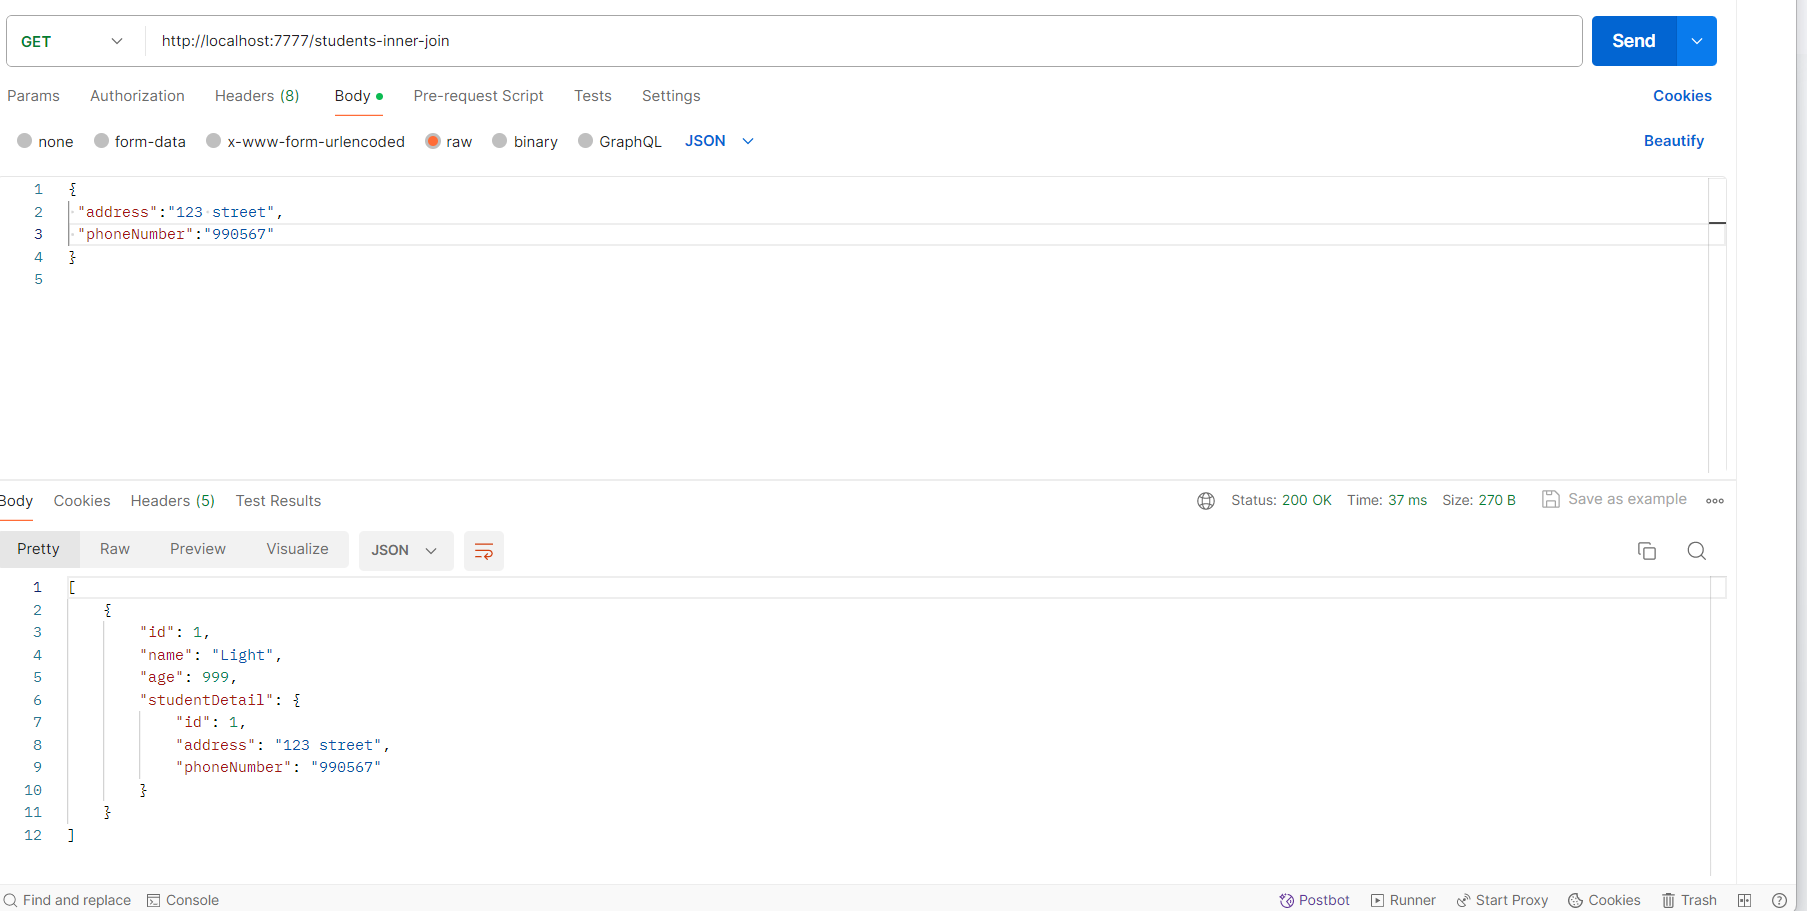 GET http://localhost:7777/students-inner-join Send
Params Authorization Headers (8) Body Pre-request Script Tests Settings Cookies
none form-data x-www-form-urlencoded raw binary GraphQL JSON Beautify
1 {
2 "address":"123 street",
3 "phoneNumber":"990567"
4 }
5
Body Cookies Headers (5) Test Results Status: 200 OK Time: 37 ms Size: 270 B Save as example
Pretty Raw Preview Visualize JSON
1 [
2 {
3 "id": 1,
4 "name": "Light",
5 "age": 999,
6 "studentDetail": {
7 "id": 1,
8 "address": "123 street",
9 "phoneNumber": "990567"
10 }
11 }
12 ]
Find and replace Console Postbot Runner Start Proxy Cookies Trash